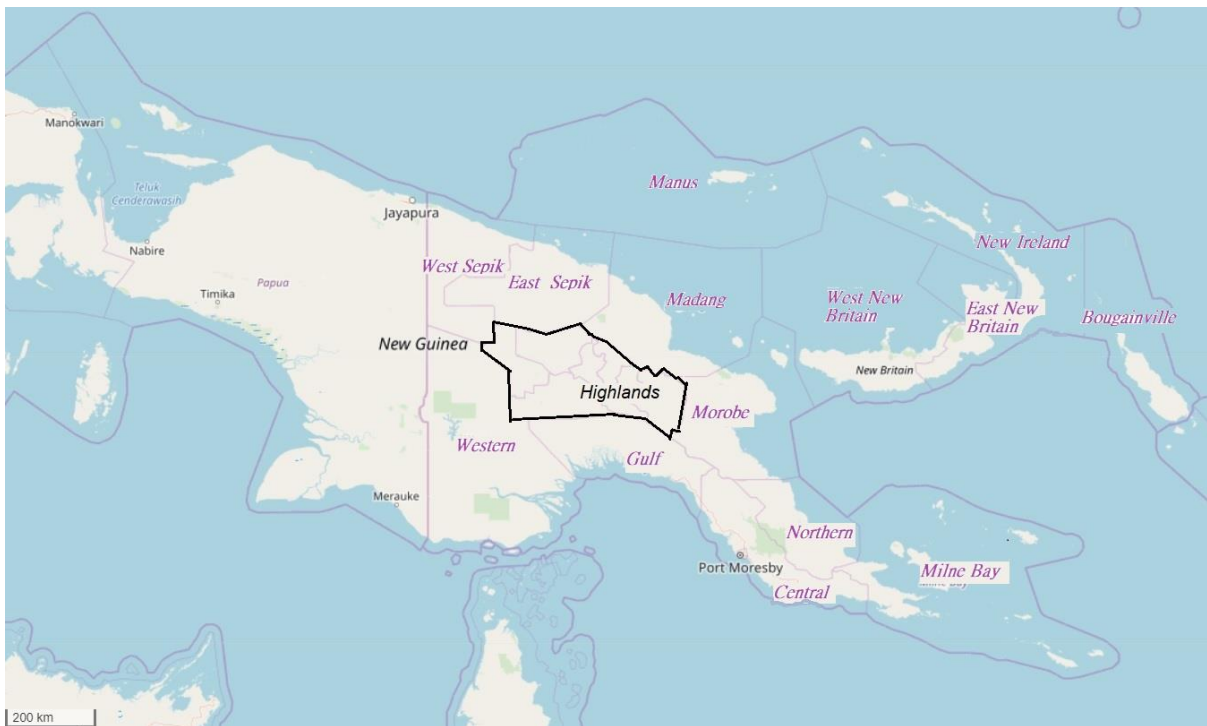 Manokwari
Manus
Teluk
Cenderawasih
Jayapura
New Ireland
Nabire
West Sepik
East Sepik
Papua
Timika
Madang
West New
Britain
East New
Britain
Bougainville
New Guinea
New Britain
Highlands
Morobe
Western
Gulf
Merauke
Northern
Port Moresby
Milne Bay
Central
200 km